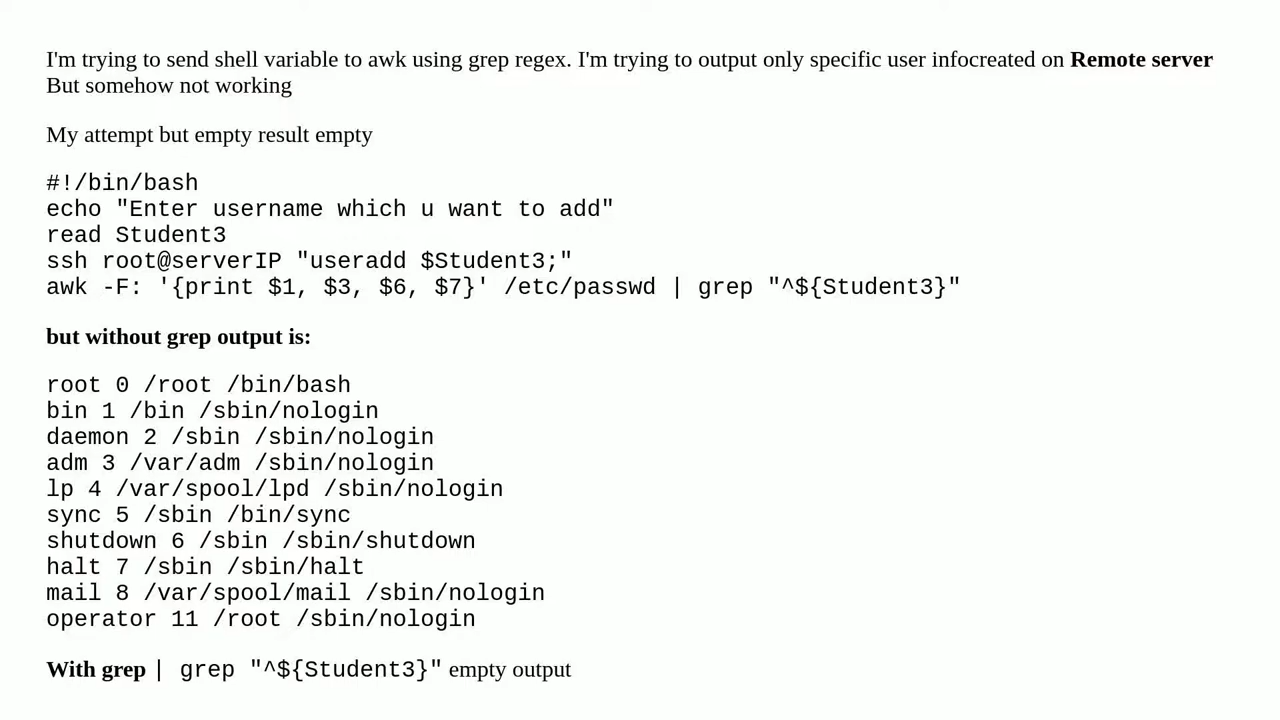 I'm trying to send shell variable to awk using grep regex. I'm trying to output only specific user infocreated on Remote server
But somehow not working
My attempt but empty result empty
#!/bin/bash
echo "Enter username which u want to add"
read Student3
ssh root@serverIP "useradd $Student3;"
awk -F: '{print $1, $3, $6, $7}' /etc/passwd | grep "^${Student3}"
but without grep output is:
root 0 /root /bin/bash
bin 1 /bin /sbin/nologin
daemon 2 /sbin /sbin/nologin
adm 3 /var/adm /sbin/nologin
lp 4 /var/spool/lpd /sbin/nologin
sync 5 /sbin /bin/sync
shutdown 6 /sbin /sbin/shutdown
halt 7 /sbin /sbin/halt
mail 8 /var/spool/mail /sbin/nologin
operator 11 /root /sbin/nologin
With grep | grep "^${Student3}" empty output